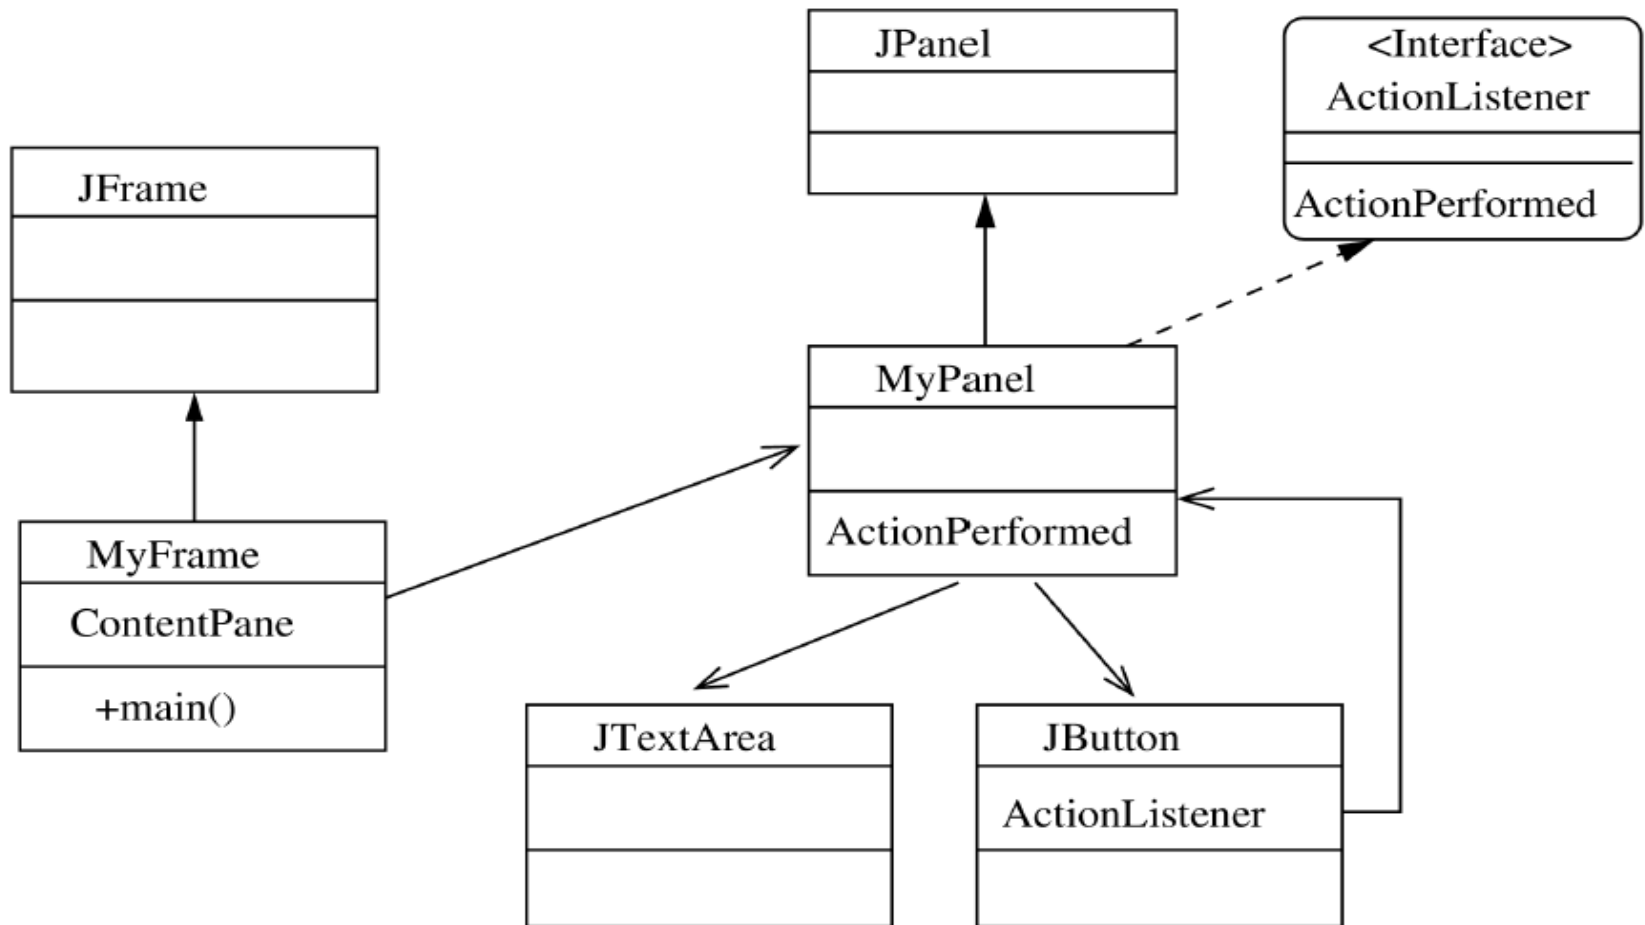 JPanel
<Interface>
ActionListener
ActionPerformed
JFrame
MyPanel
ActionPerformed
MyFrame
ContentPane
+main()
JTextArea
JButton
ActionListener